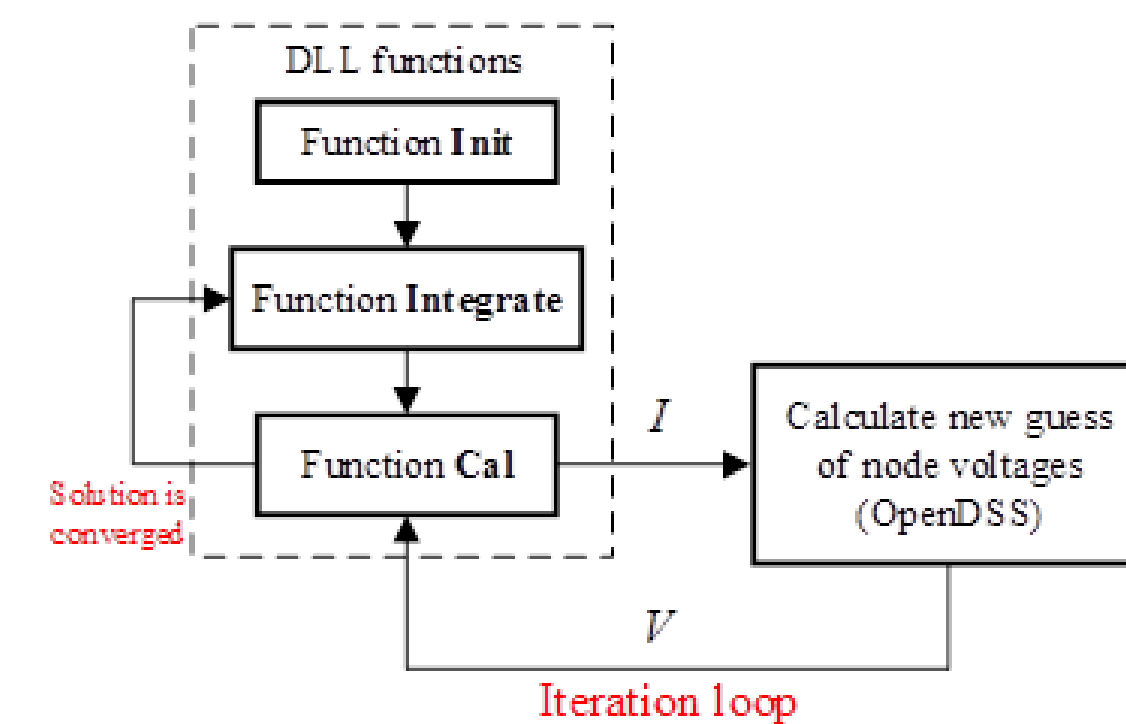 DLL functions
Function Init
Function Integrate
Function Cal
I
Calculate new guess
of node voltages
(OpenDSS)
Solution is
converged
V
Iteration loop